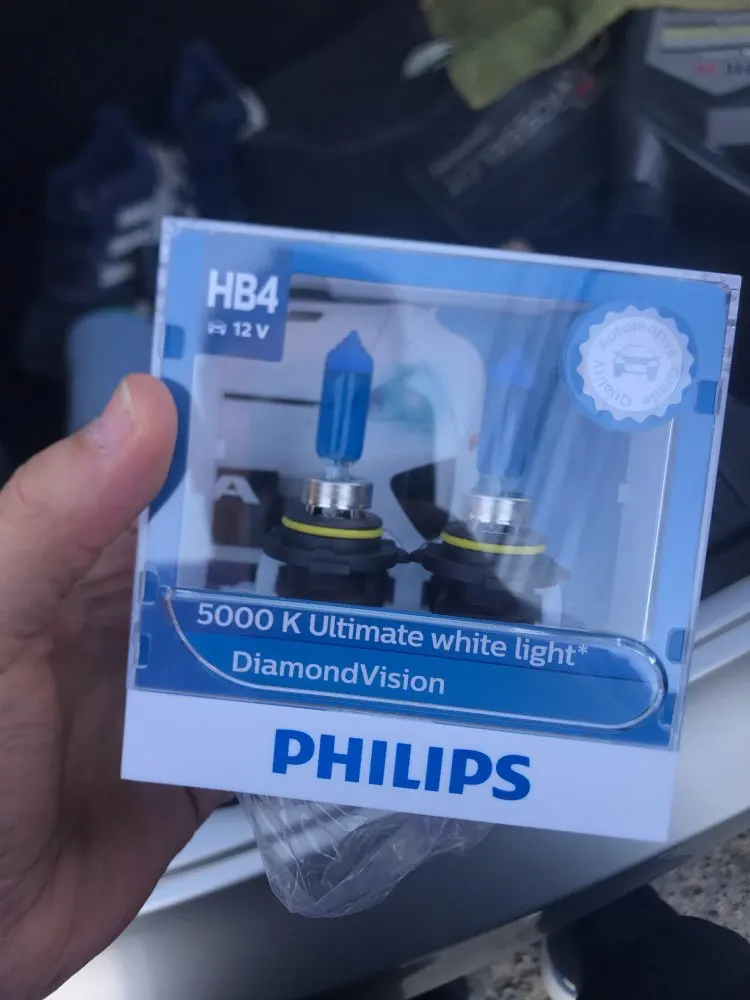 HB4
12 V
Automotive Grade Quality
A
5000 K Ultimate white light*
DiamondVision
PHILIPS